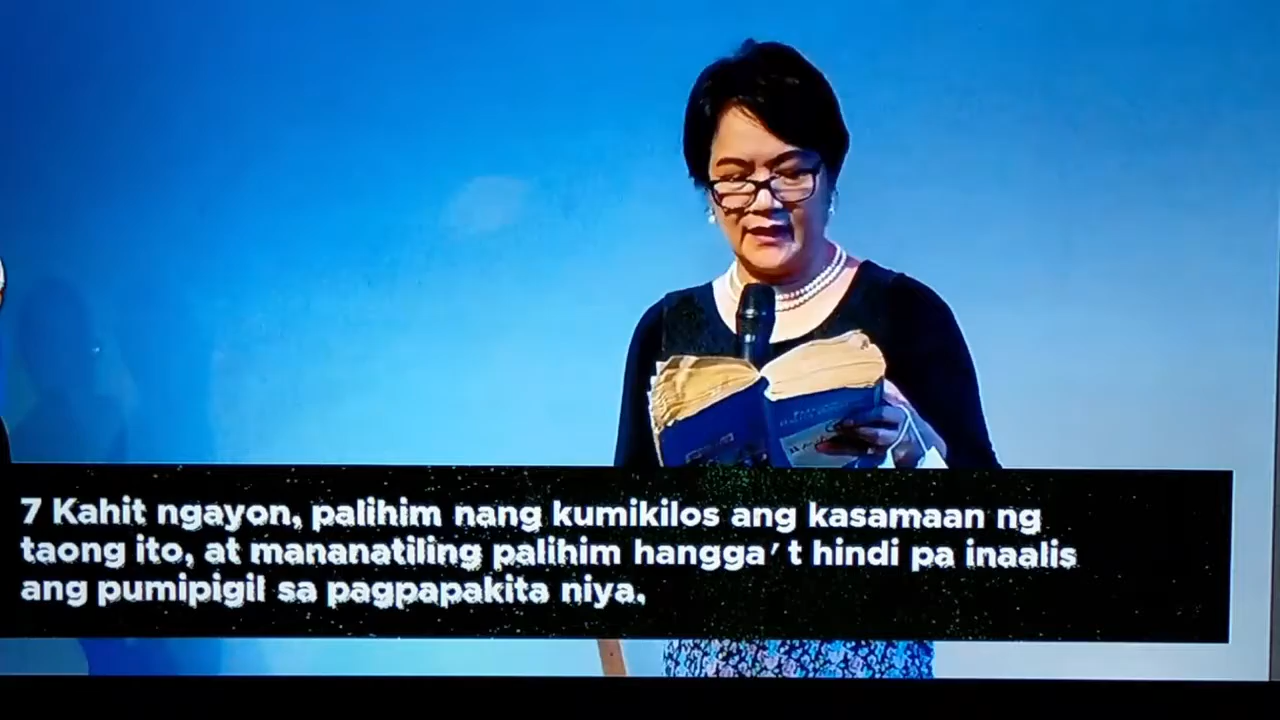 7 Kahit ngayon, palihim nang kumikilos ang kasamaan ng
taong ito, at mananatiling palihim hangga't hindi pa inaalis
ang pumipigil sa pagpapakita niya.